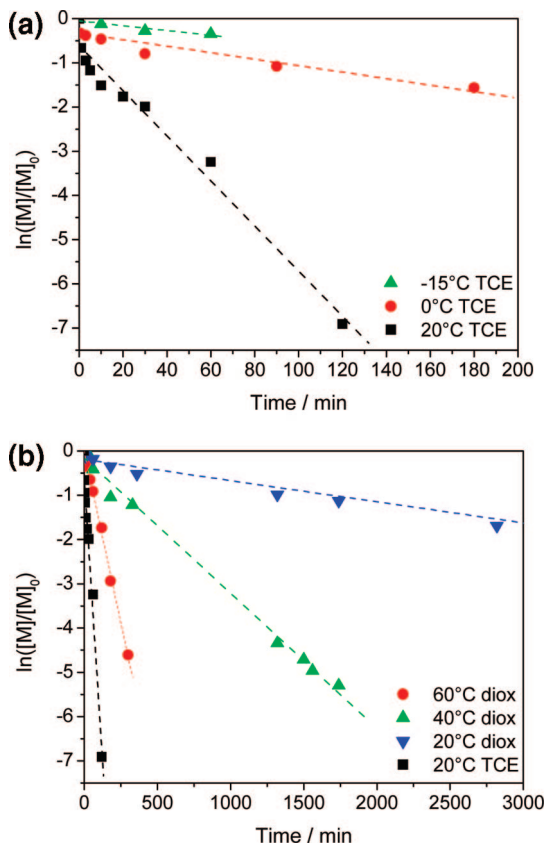 (a)
0
-1
-2
-3
-4
-5
-6
-7
ln([M]/[M]0)
-15°C TCE
0°C TCE
20°C TCE
0 20 40 60 80 100 120 140 160 180 200
Time / min
(b)
0
-1
-2
-3
-4
-5
-6
-7
ln([M]/[M]0)
60°C diox
40°C diox
20°C diox
20°C TCE
0 500 1000 1500 2000 2500 3000
Time / min